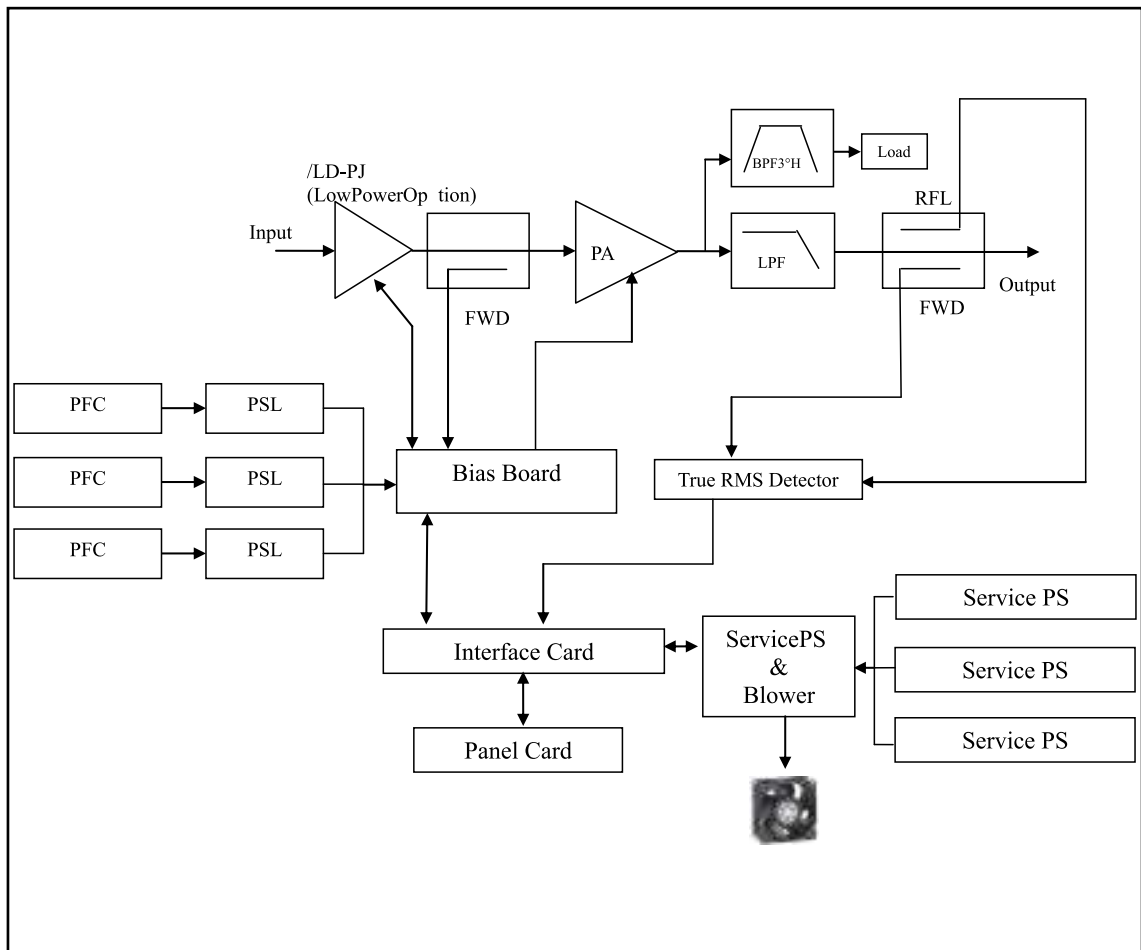 /LD-PJ
(LowPowerOp tion)
Input
FWD
PA
BPF3°H
Load
LPF
RFL
FWD
Output
PFC
PSL
PFC
PSL
PFC
PSL
Bias Board
True RMS Detector
Interface Card
Panel Card
ServicePS
&
Blower
Service PS
Service PS
Service PS